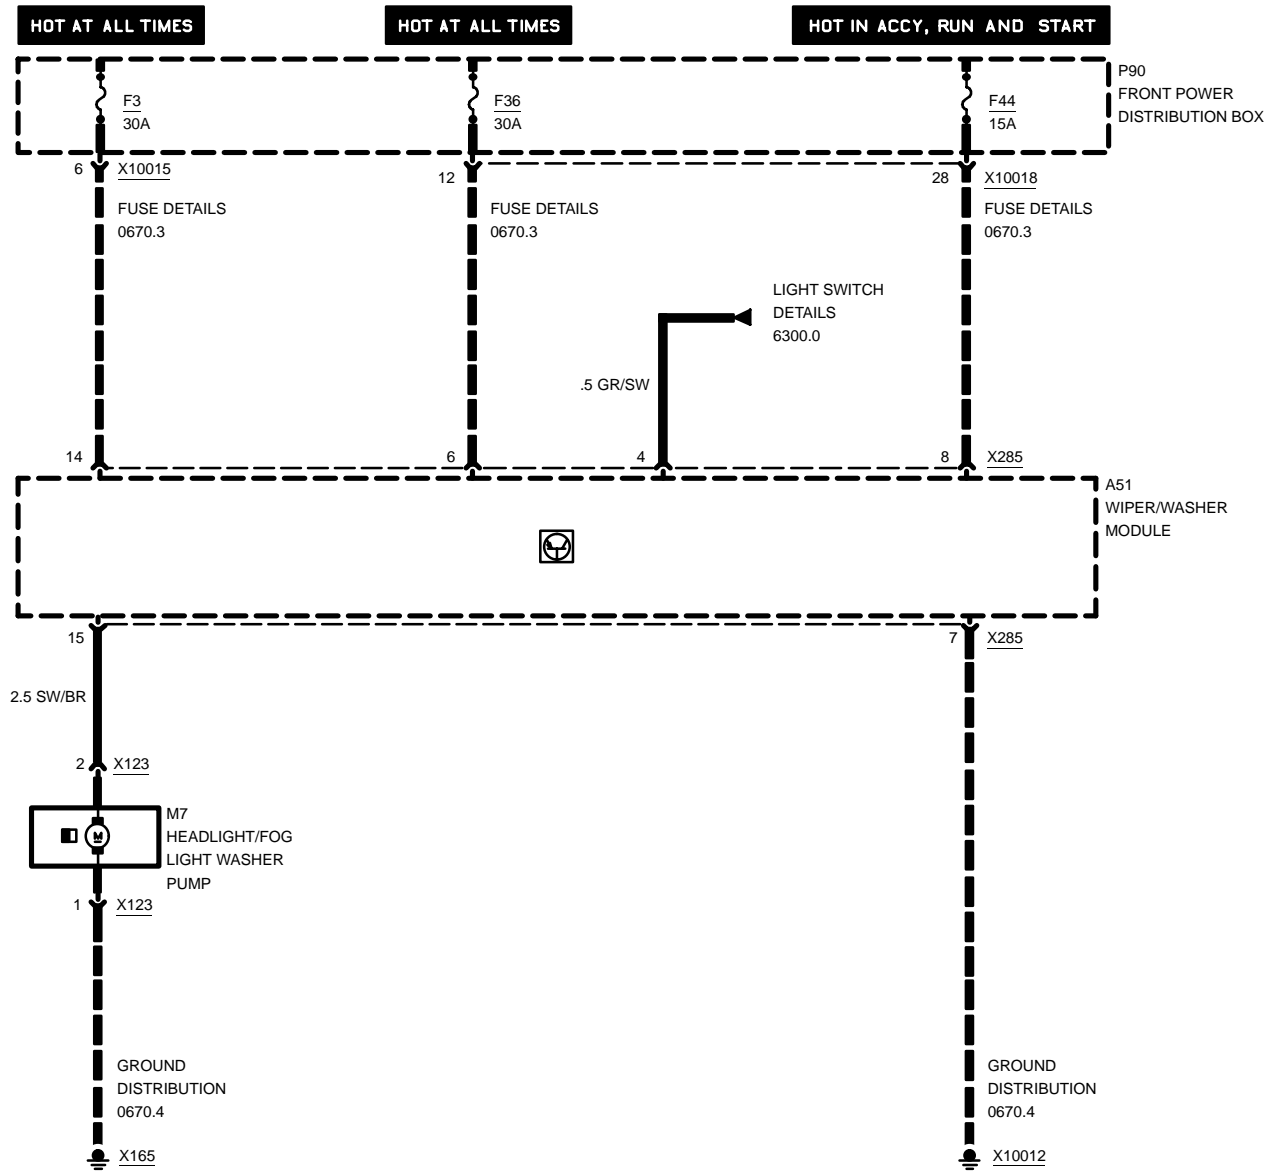 HOT AT ALL TIMES
HOT AT ALL TIMES
HOT IN ACCY, RUN AND START
F3
30A
F36
30A
F44
15A
P90
FRONT POWER
DISTRIBUTION BOX
6
X10015
12
28
X10018
FUSE DETAILS
0670.3
FUSE DETAILS
0670.3
FUSE DETAILS
0670.3
LIGHT SWITCH
DETAILS
6300.0
.5 GR/SW
14
6
4
8
X285
A51
WIPER/WASHER
MODULE
15
7
X285
2.5 SW/BR
2
X123
M7
HEADLIGHT/FOG
LIGHT WASHER
PUMP
M
1
X123
GROUND
DISTRIBUTION
0670.4
GROUND
DISTRIBUTION
0670.4
X165
X10012